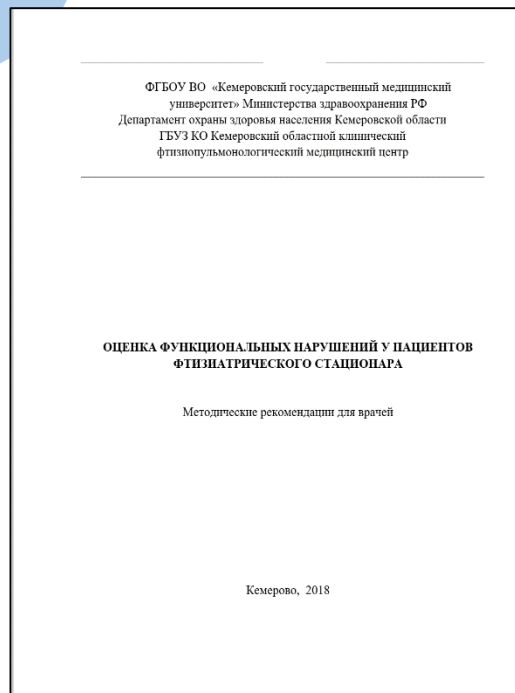 ФГБОУ ВО «Кемеровский государственный медицинский
университет» Министерства здравоохранения РФ
Департамент охраны здоровья населения Кемеровской области
ГБУЗ КО Кемеровский областной клинический
фтизиопульмонологический медицинский центр
ОЦЕНКА ФУНКЦИОНАЛЬНЫХ НАРУШЕНИЙ У ПАЦИЕНТОВ
ФТИЗИАТРИЧЕСКОГО СТАЦИОНАРА
Методические рекомендации для врачей
Кемерово, 2018